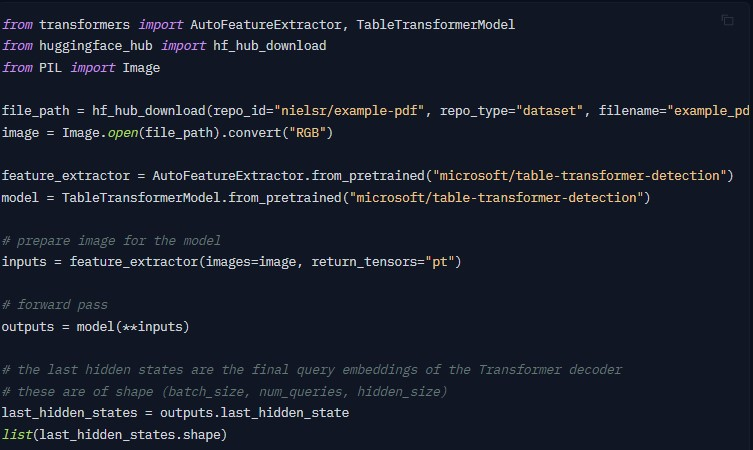 from transformers import AutoFeatureExtractor, TableTransformerModel
from huggingface_hub import hf_hub_download
from PIL import Image
file_path = hf_hub_download(repo_id="nielsr/example-pdf", repo_type="dataset", filename="example_pd
image = Image.open(file_path).convert("RGB")
feature_extractor = AutoFeatureExtractor.from_pretrained("microsoft/table-transformer-detection")
model = TableTransformerModel.from_pretrained("microsoft/table-transformer-detection")
# prepare image for the model
inputs = feature_extractor(images=image, return_tensors="pt")
# forward pass
outputs = model(**inputs)
# the last hidden states are the final query embeddings of the Transformer decoder
# these are of shape (batch_size, num_queries, hidden_size)
last_hidden_states = outputs.last_hidden_state
list(last_hidden_states.shape)